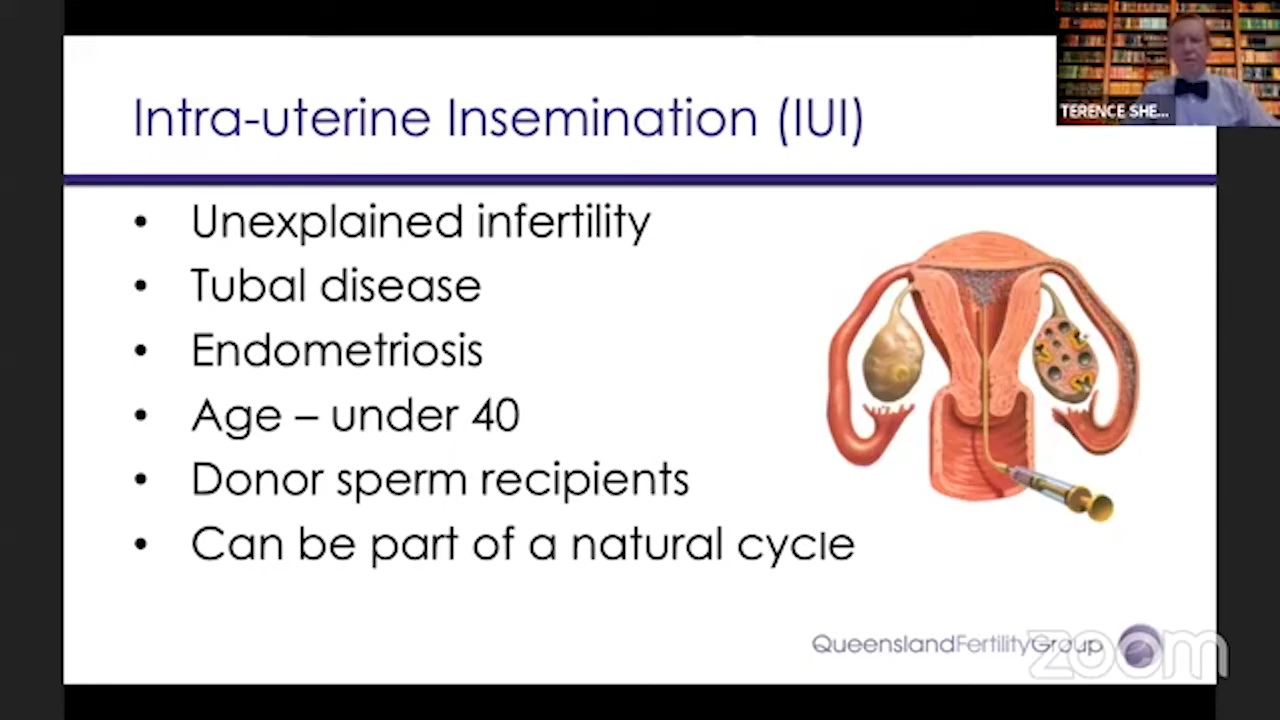 Intra-uterine Insemination (IUI)
TERENCE SHE...
• Unexplained infertility
• Tubal disease
• Endometriosis
• Age – under 40
• Donor sperm recipients
• Can be part of a natural cycle
QueenslandFertilityGroup
zoom